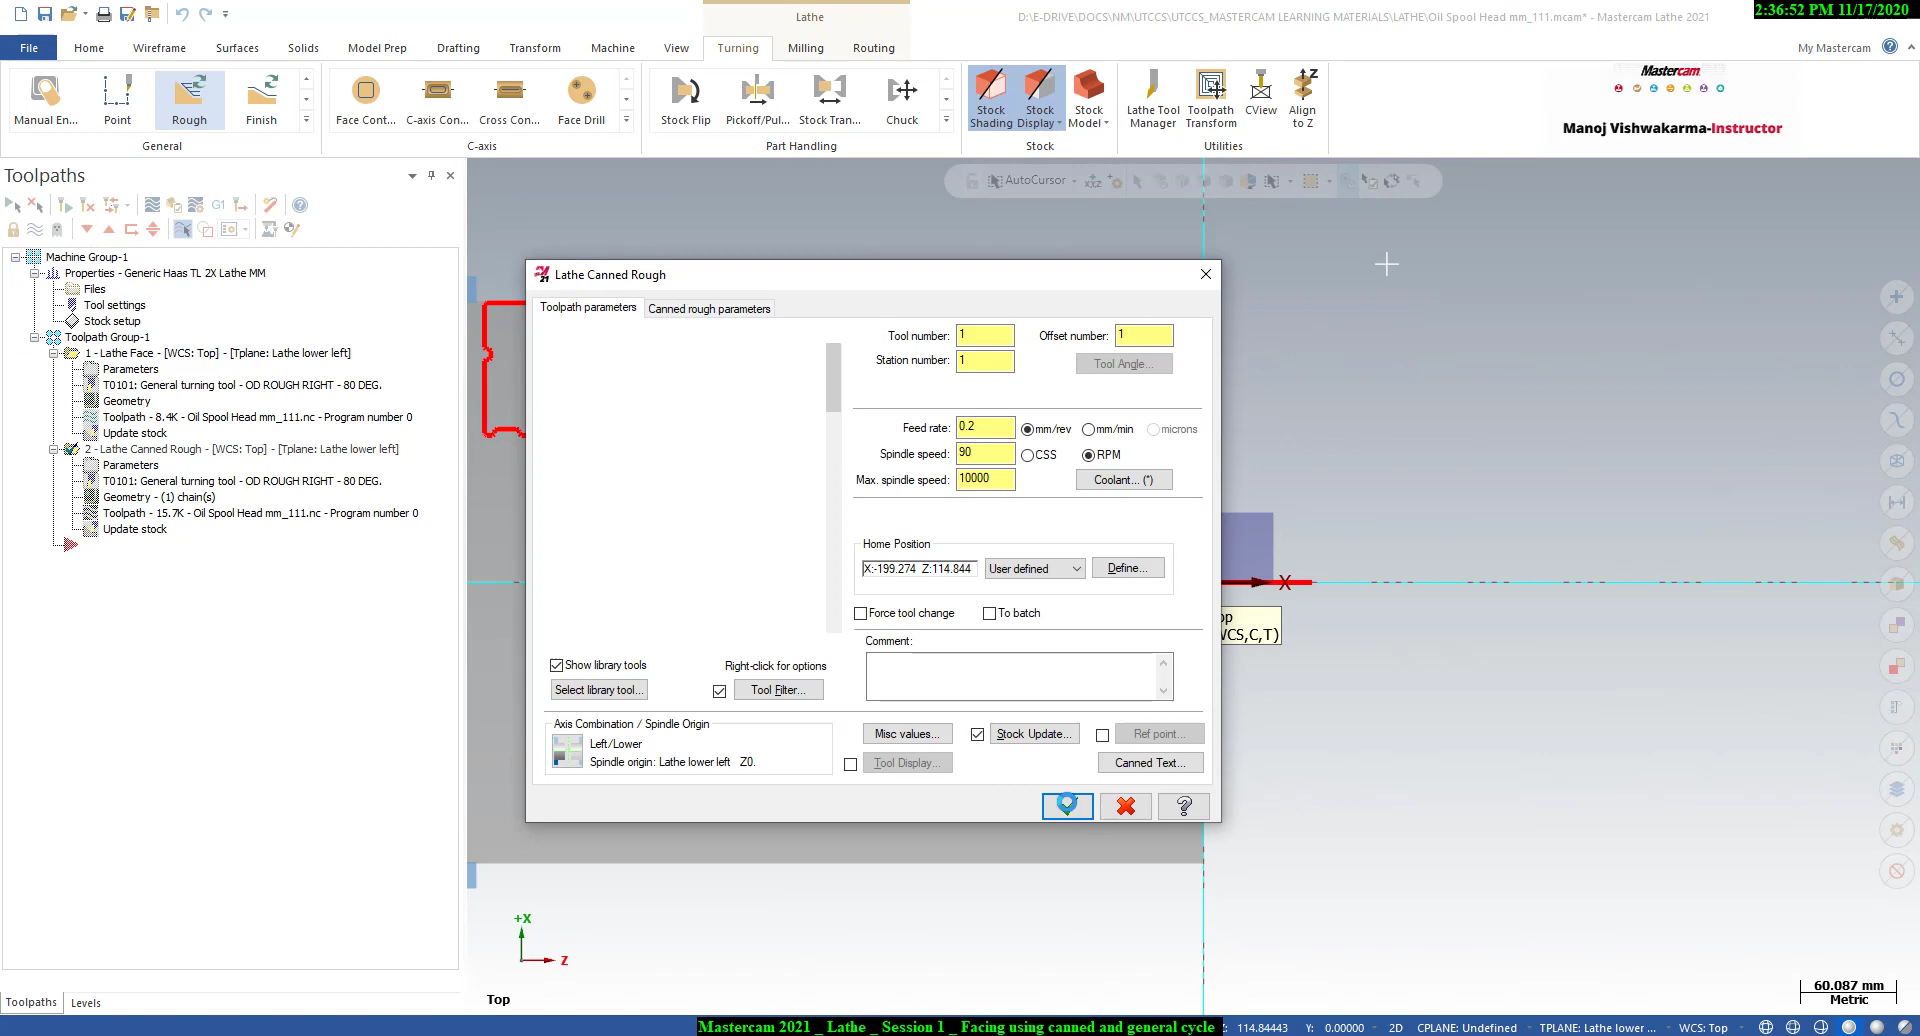 Lathe
D:\E-DRIVE\DOCS\NM\UTCCS\UTCCS_MASTERCAM LEARNING MATERIALS\LATHE\Oil Spool Head mm_111.mcam* - Mastercam Lathe 2021
2:36:52 PM 11/17/2020
File Home Wireframe Surfaces Solids Model Prep Drafting Transform Machine View Turning Milling Routing
My Mastercam
Manual En... Point Rough Finish
General
Face Cont... C-axis Con... Cross Con... Face Drill
C-axis
Stock Flip Pickoff/Pul... Stock Tran... Chuck
Part Handling
Stock Shading
Stock Display
Stock Model
Stock
Lathe Tool Manager
Toolpath Transform
CView
Align to Z
Utilities
Mastercam
Manoj Vishwakarma-Instructor
Toolpaths
G1
AutoCursor
Machine Group-1
Properties - Generic Haas TL 2X Lathe MM
Files
Tool settings
Stock setup
Toolpath Group-1
1 - Lathe Face - [WCS: Top] - [Tplane: Lathe lower left]
Parameters
T0101: General turning tool - OD ROUGH RIGHT - 80 DEG.
Geometry
Toolpath - 8.4K - Oil Spool Head mm_111.nc - Program number 0
Update stock
2 - Lathe Canned Rough - [WCS: Top] - [Tplane: Lathe lower left]
Parameters
T0101: General turning tool - OD ROUGH RIGHT - 80 DEG.
Geometry - (1) chain(s)
Toolpath - 15.7K - Oil Spool Head mm_111.nc - Program number 0
Update stock
Lathe Canned Rough
Toolpath parameters Canned rough parameters
Tool number: 1 Offset number: 1
Station number: 1 Tool Angle...
Feed rate: 0.2 mm/rev mm/min microns
Spindle speed: 90 CSS RPM
Max. spindle speed: 10000 Coolant... (*)
Home Position
X:-199.274 Z:114.844 User defined Define...
Force tool change To batch
Comment:
Show library tools Right-click for options
Select library tool... Tool Filter...
Axis Combination / Spindle Origin
Left/Lower
Spindle origin: Lathe lower left Z0.
Misc values... Stock Update... Ref point...
Tool Display... Canned Text...
X
op
WCS,C,T)
+X
Z
Top
60.087 mm
Metric
Toolpaths Levels
Mastercam 2021 _ Lathe _ Session 1 _ Facing using canned and general cycle
Z: 114.84443 Y: 0.00000 2D CPLANE: Undefined TPLANE: Lathe lower ... WCS: Top